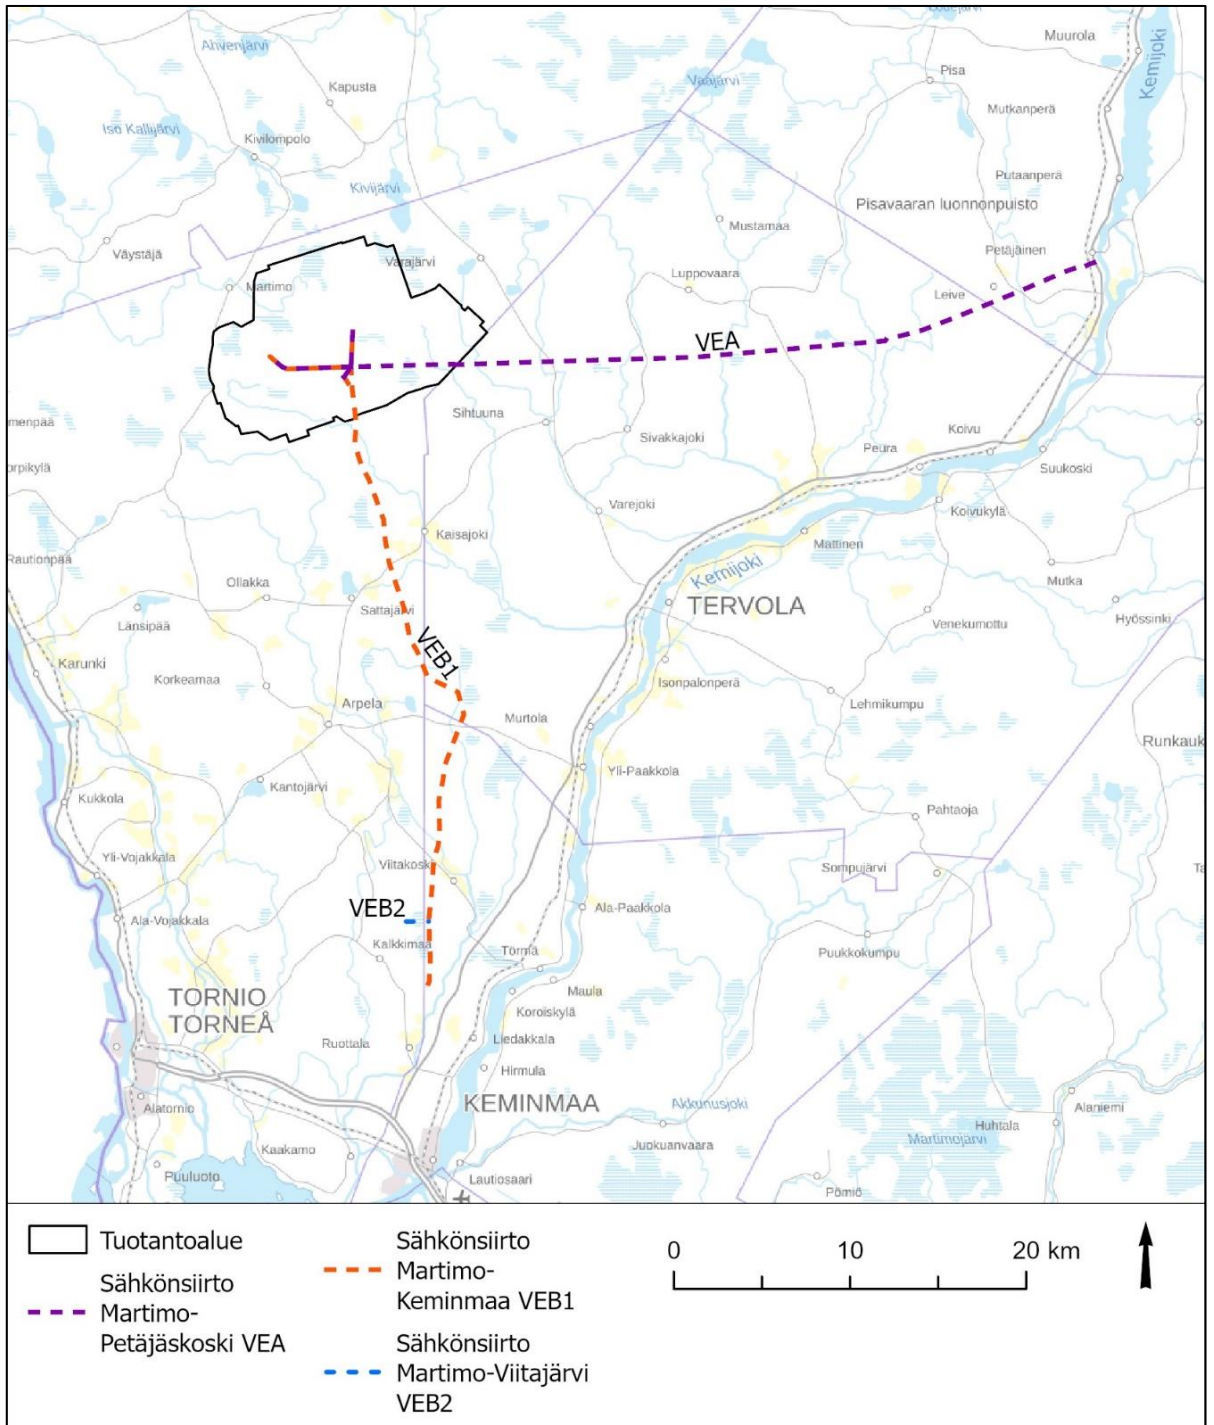 Lodejärvi
Muurola
Ahvenjärvi
Kemijoki
Pisa
Vaajärvi
Kapusta
Mutkanperä
Iso Kallijärvi
Kivilompolo
Putaanperä
Kivijärvi
Pisavaaran luonnonpuisto
Mustamaa
Väystäjä
Petäjäinen
Varajärvi
Luppovaara
Martimo
Leive
VEA
Sihtuuna
menpää
Sivakkajoki
Koivu
Peura
orpikylä
Suukoski
Varejoki
Koivukylä
Kaisajoki
Mattinen
Rautionpää
Kemijoki
Ollakka
Mutka
Sattajärvi
TERVOLA
Länsipää
Hyössinki
Venekumottu
VEB1
Karunki
Korkeamaa
Isonpalonperä
Arpela
Lehmikumpu
Murtola
Runkauk
Yli-Paakkola
Kantojärvi
Kukkola
Pahtaoja
Yli-Vojakkala
Viitakoski
Sompujärvi
Ta
VEB2
Ala-Paakkola
Ala-Vojakkala
Kalkkimaa
Törmä
Puukkokumpu
TORNIO
TORNEÅ
Maula
Koroiskylä
Ruottala
Liedakkala
Hirmula
KEMINMAA
Akkunusjoki
Alatornio
Alaniemi
Huhtala
Martimojärvi
Juokuanvaara
Kaakamo
Puuluoto
Lautiosaari
Pömiö
Tuotantoalue
Sähkönsiirto
Martimo-
Petäjäskoski VEA
Sähkönsiirto
Martimo-
Keminmaa VEB1
Sähkönsiirto
Martimo-Viitajärvi
VEB2
0 10 20 km